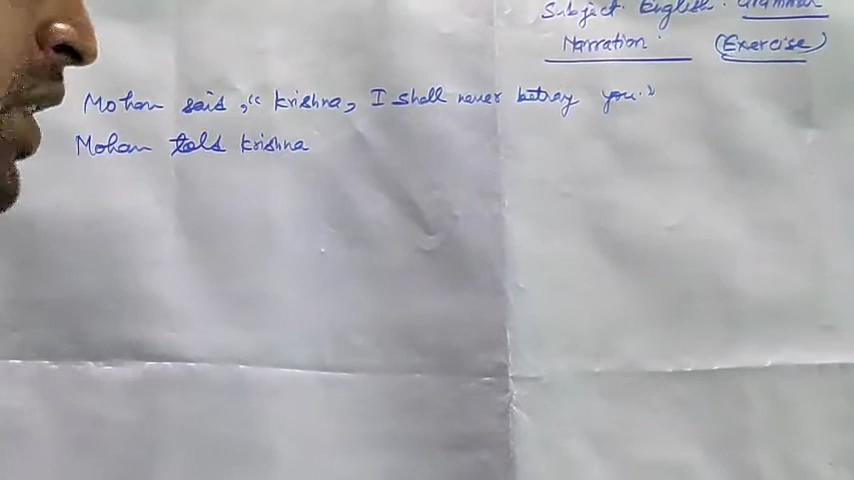 Subject. English. Grammar
Narration. (Exercise)
Mohan said, "Krishna, I shall never betray you."
Mohan told Krishna